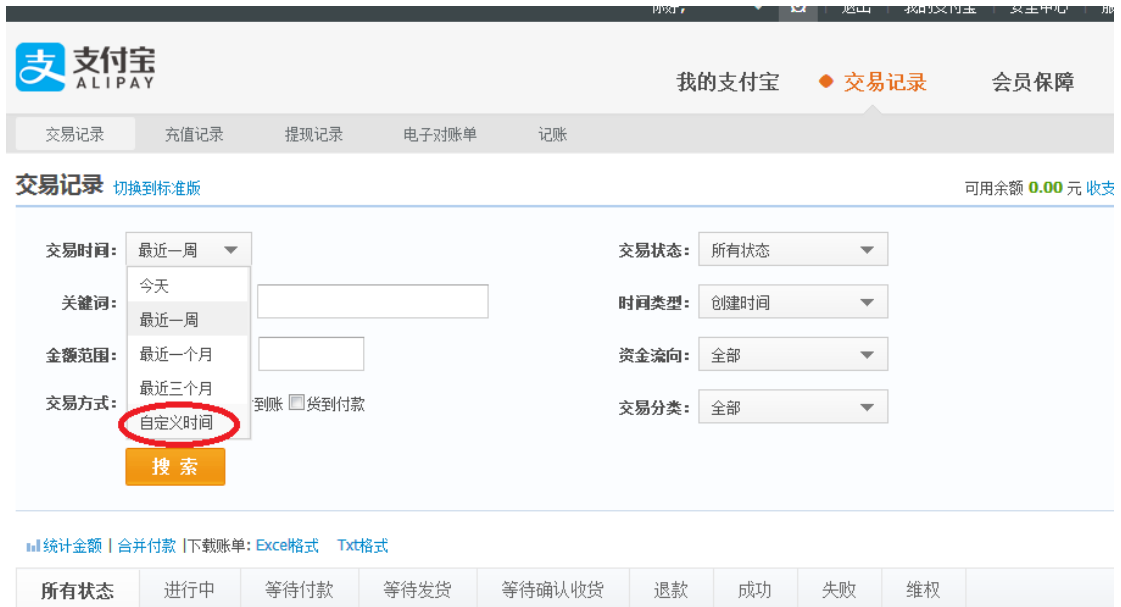 你好，
退出 我的支付宝 安全中心
支付宝
ALIPAY
我的支付宝 交易记录 会员保障
交易记录 充值记录 提现记录 电子对账单 记账
交易记录 切换到标准版 可用余额 0.00 元 收支
交易时间： 最近一周 交易状态： 所有状态
今天
关键词： 时间类型： 创建时间
最近一周
金额范围： 最近一个月 资金流向： 全部
最近三个月
交易方式： 到账 货到付款 交易分类： 全部
自定义时间
搜 索
统计金额 | 合并付款 |下载账单: Excel格式 Txt格式
所有状态 进行中 等待付款 等待发货 等待确认收货 退款 成功 失败 维权